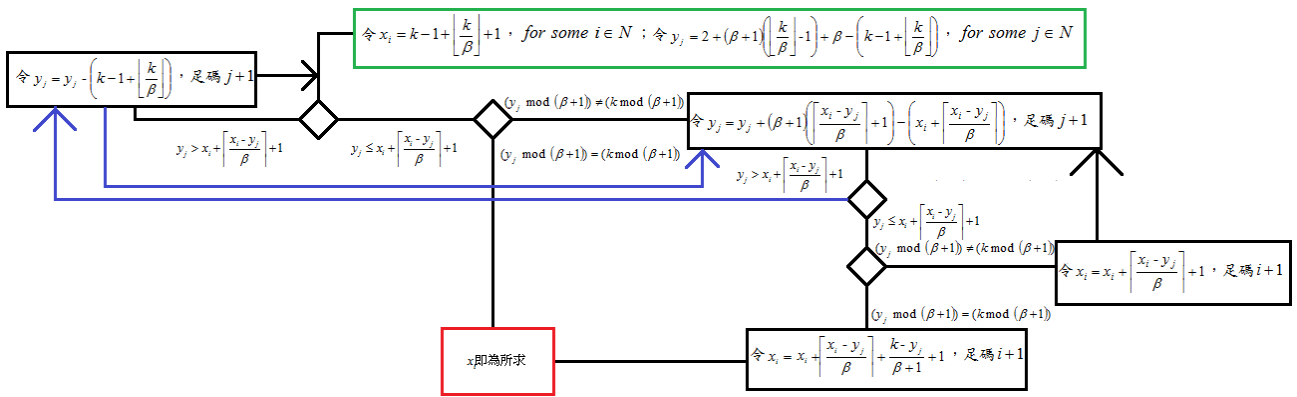 令 x_i = k-1+⌊k/β⌋+1，for some i∈N；令 y_j = 2+(β+1)(⌊k/β⌋-1)+β-(k-1+⌊k/β⌋)，for some j∈N
令 y_j = y_j -(k-1+⌊k/β⌋)，足碼 j+1
(y_j mod (β+1)) ≠ (k mod (β+1))
令 y_j = y_j +(β+1)(⌈(x_i - y_j)/β⌉+1)-(x_i+⌈(x_i - y_j)/β⌉)，足碼 j+1
y_j > x_i+⌈(x_i - y_j)/β⌉+1
y_j ≤ x_i+⌈(x_i - y_j)/β⌉+1
(y_j mod (β+1)) = (k mod (β+1))
y_j > x_i+⌈(x_i - y_j)/β⌉+1
y_j ≤ x_i+⌈(x_i - y_j)/β⌉+1
(y_j mod (β+1)) ≠ (k mod (β+1))
令 x_i = x_i+⌈(x_i - y_j)/β⌉+1，足碼 i+1
(y_j mod (β+1)) = (k mod (β+1))
x_i即為所求
令 x_i = x_i+⌈(x_i - y_j)/β⌉+(k- y_j)/(β+1)+1，足碼 i+1